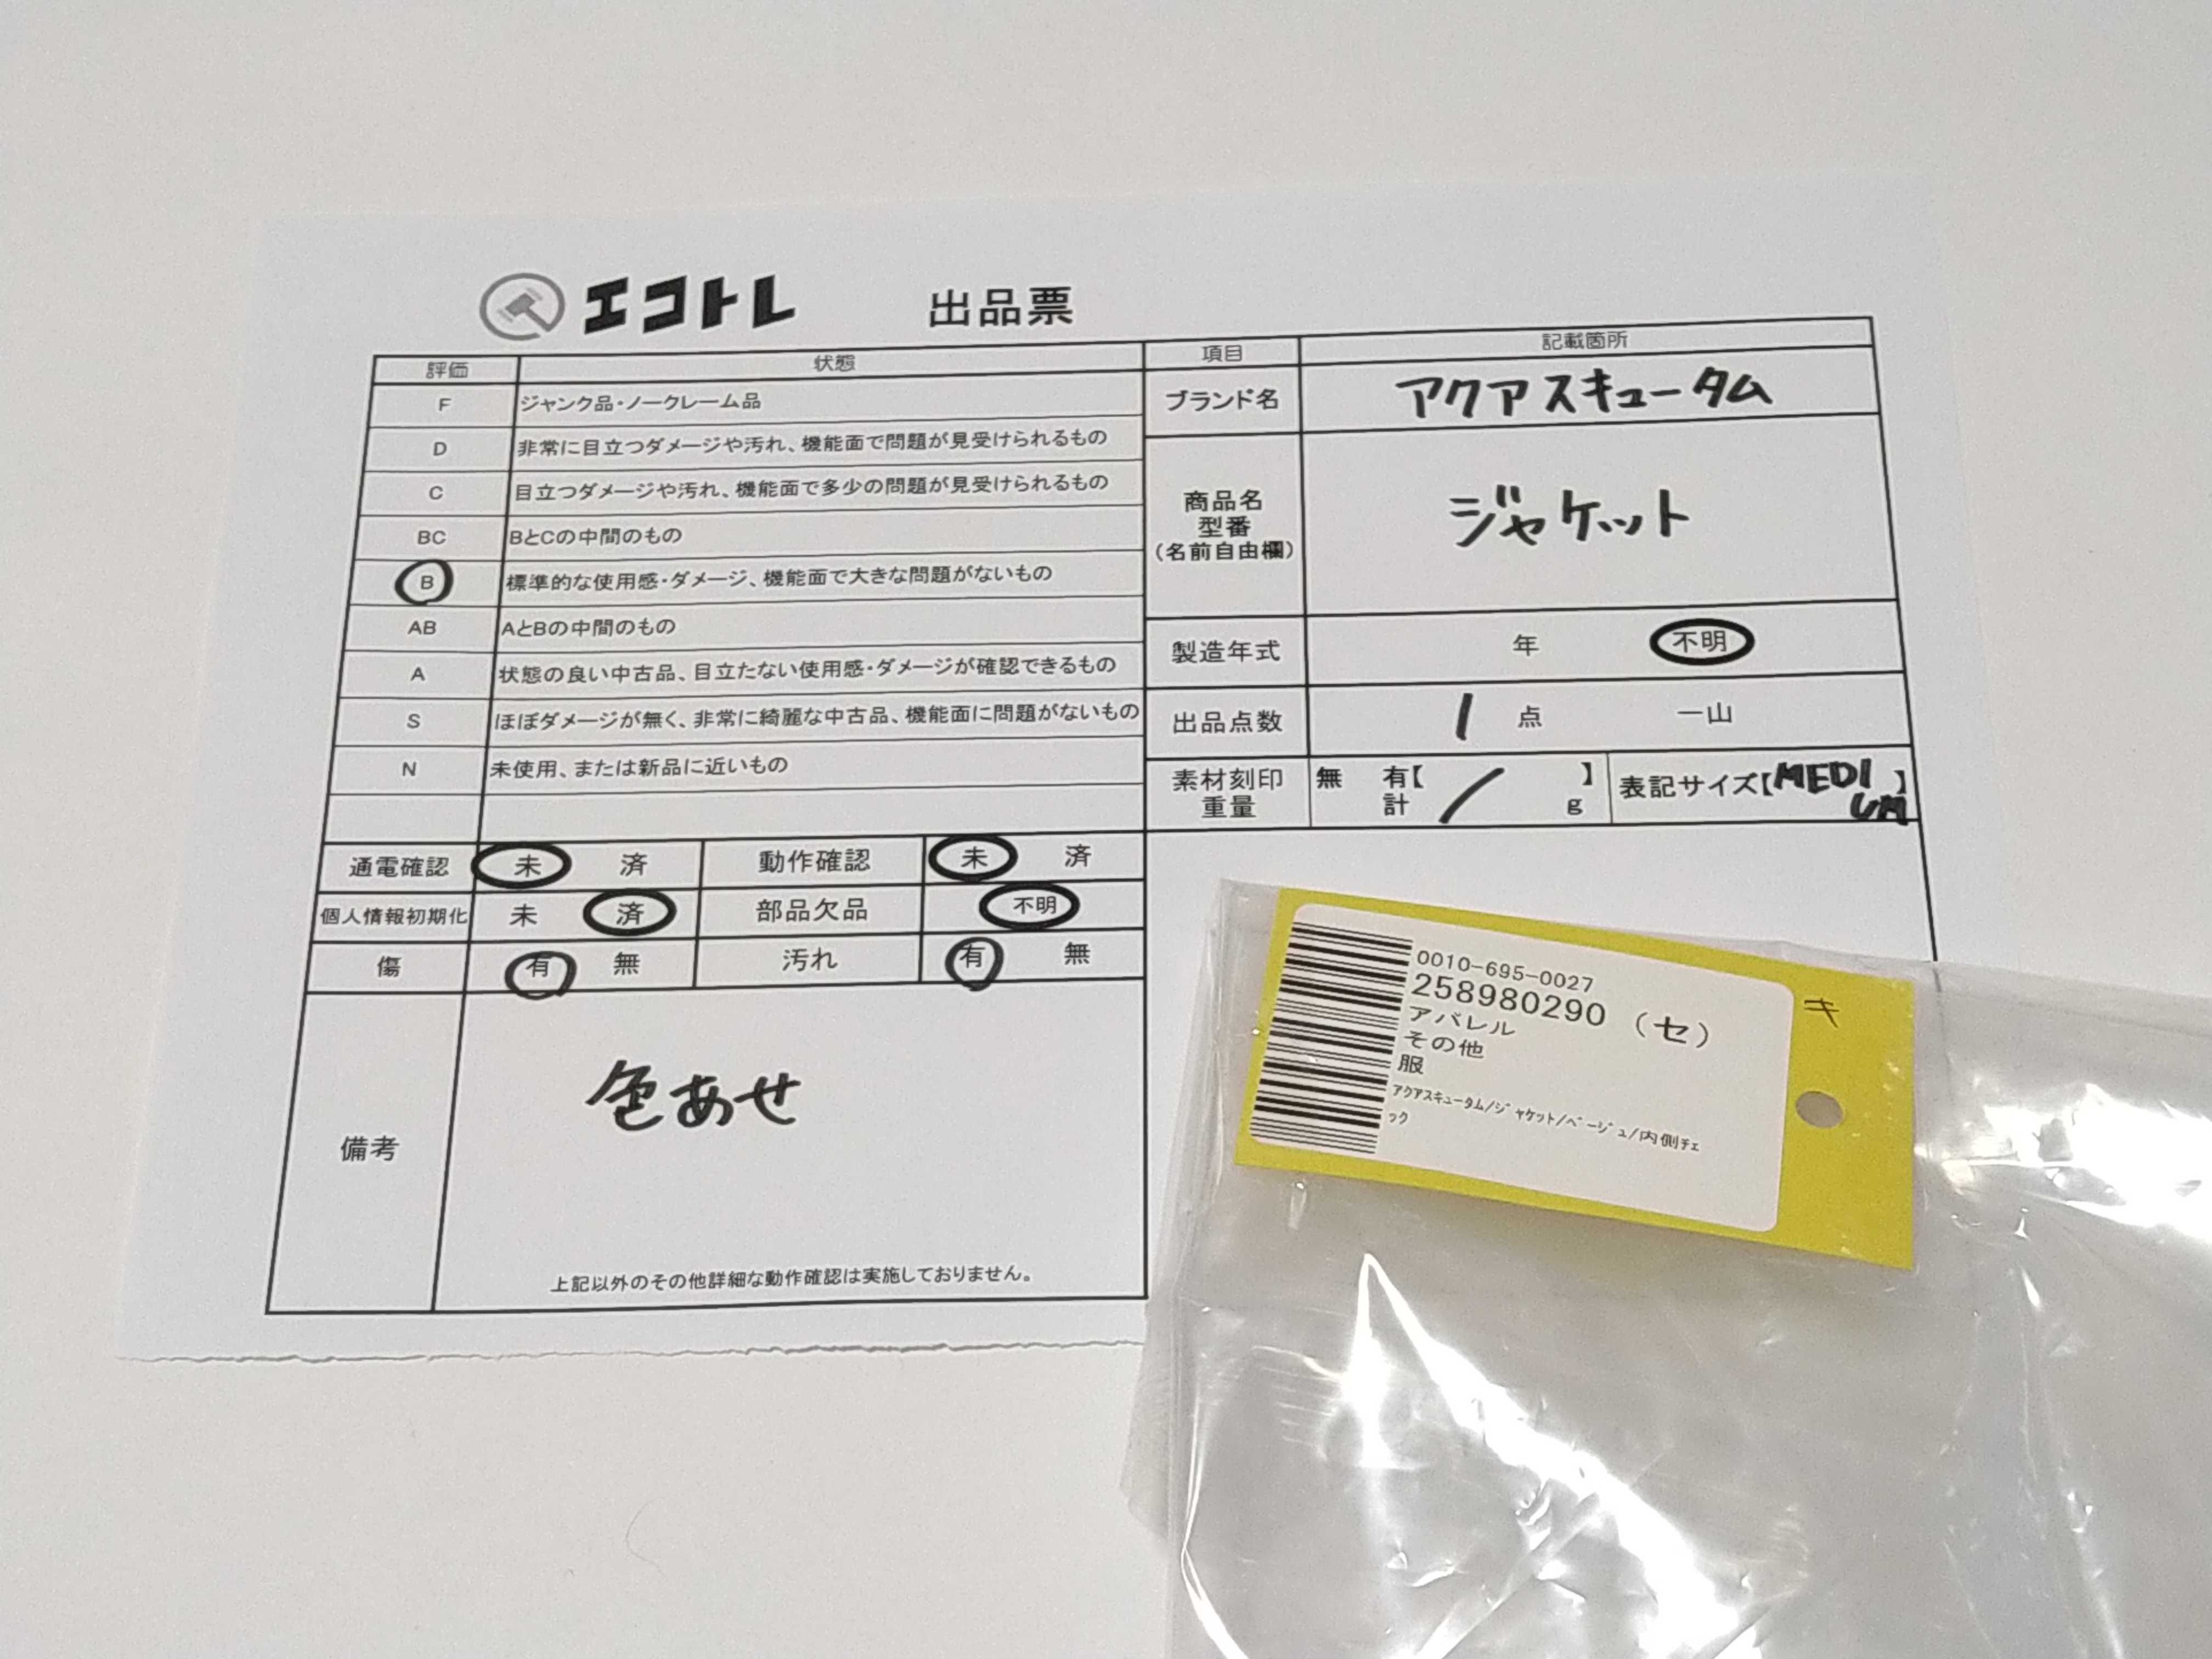 エコトレ 出品票
評価 状態
F ジャンク品・ノークレーム品
D 非常に目立つダメージや汚れ、機能面で問題が見受けられるもの
C 目立つダメージや汚れ、機能面で多少の問題が見受けられるもの
BC BとCの中間のもの
B 標準的な使用感・ダメージ、機能面で大きな問題がないもの
AB AとBの中間のもの
A 状態の良い中古品、目立たない使用感・ダメージが確認できるもの
S ほぼダメージが無く、非常に綺麗な中古品、機能面に問題がないもの
N 未使用、または新品に近いもの
項目 記載箇所
ブランド名 アクアスキュータム
商品名
型番
(名前自由欄)
ジャケット
製造年式 年 不明
出品点数 1 点 一山
素材刻印 無 有【 】
重量 計 / g
表記サイズ【MEDI
UM】
通電確認 未 済 動作確認 未 済
個人情報初期化 未 済 部品欠品 不明
傷 有 無 汚れ 有 無
備考
色あせ
上記以外のその他詳細な動作確認は実施しておりません。
0010-695-0027
258980290 (セ)
アパレル
その他
服
アクアスキュータム/ジャケット/ベージュ/内側チェ
ック
キ